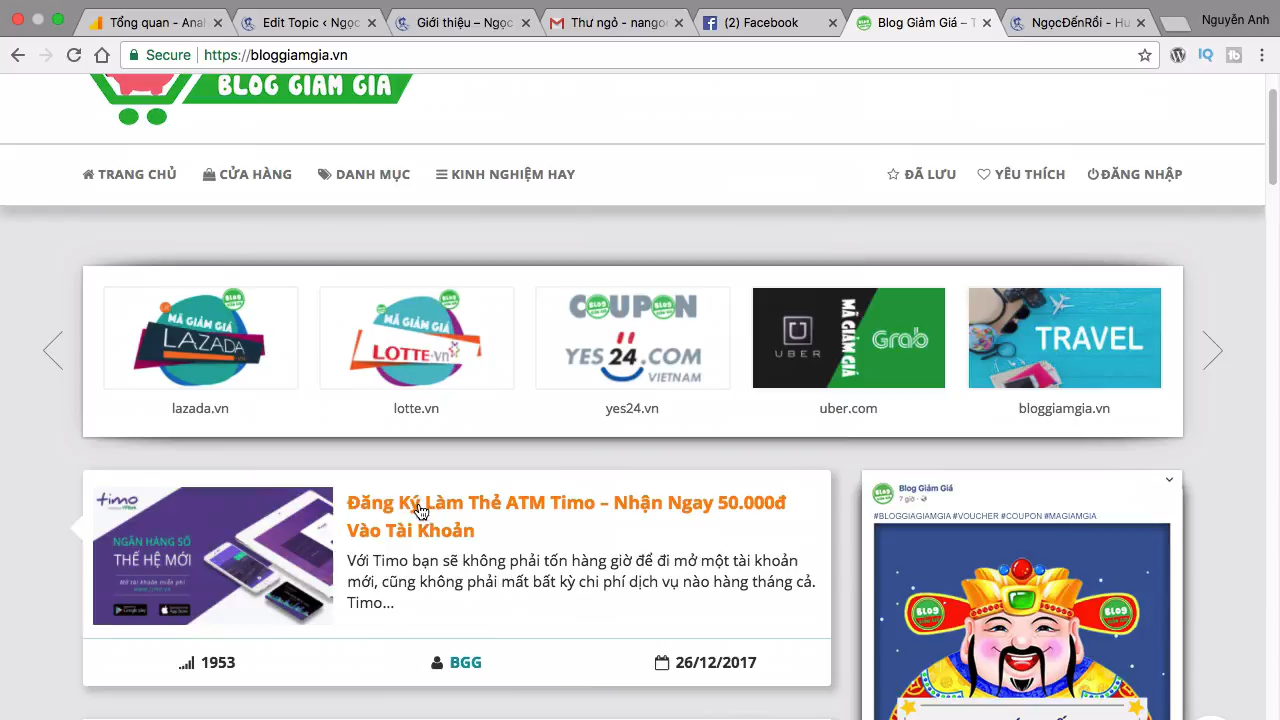 Tổng quan - Anal
Edit Topic ‹ Ngọc
Giới thiệu – Ngọc
Thư ngỏ - nangoc
(2) Facebook
Blog Giảm Giá – T
NgọcĐếnRồi - Hu
Nguyễn Anh
Secure
https://bloggiamgia.vn
BLOG GIẢM GIÁ
TRANG CHỦ
CỬA HÀNG
DANH MỤC
KINH NGHIỆM HAY
ĐÃ LƯU
YÊU THÍCH
ĐĂNG NHẬP
MÃ GIẢM GIÁ
LAZADA
MÃ GIẢM GIÁ
LOTTE.vn
COUPON
YES24.COM
VIETNAM
UBER
MÃ GIẢM GIÁ
Grab
TRAVEL
lazada.vn
lotte.vn
yes24.vn
uber.com
bloggiamgia.vn
timo
NGÂN HÀNG SỐ
THẾ HỆ MỚI
Đăng Ký Làm Thẻ ATM Timo – Nhận Ngay 50.000đ
Vào Tài Khoản
Với Timo bạn sẽ không phải tốn hàng giờ để đi mở một tài khoản
mới, cũng không phải mất bất kỳ chi phí dịch vụ nào hàng tháng cả.
Timo...
1953
BGG
26/12/2017
Blog Giảm Giá
7 giờ
#BLOGGIAGIAMGIA #VOUCHER #COUPON #MAGIAMGIA
BLOG
BLOG